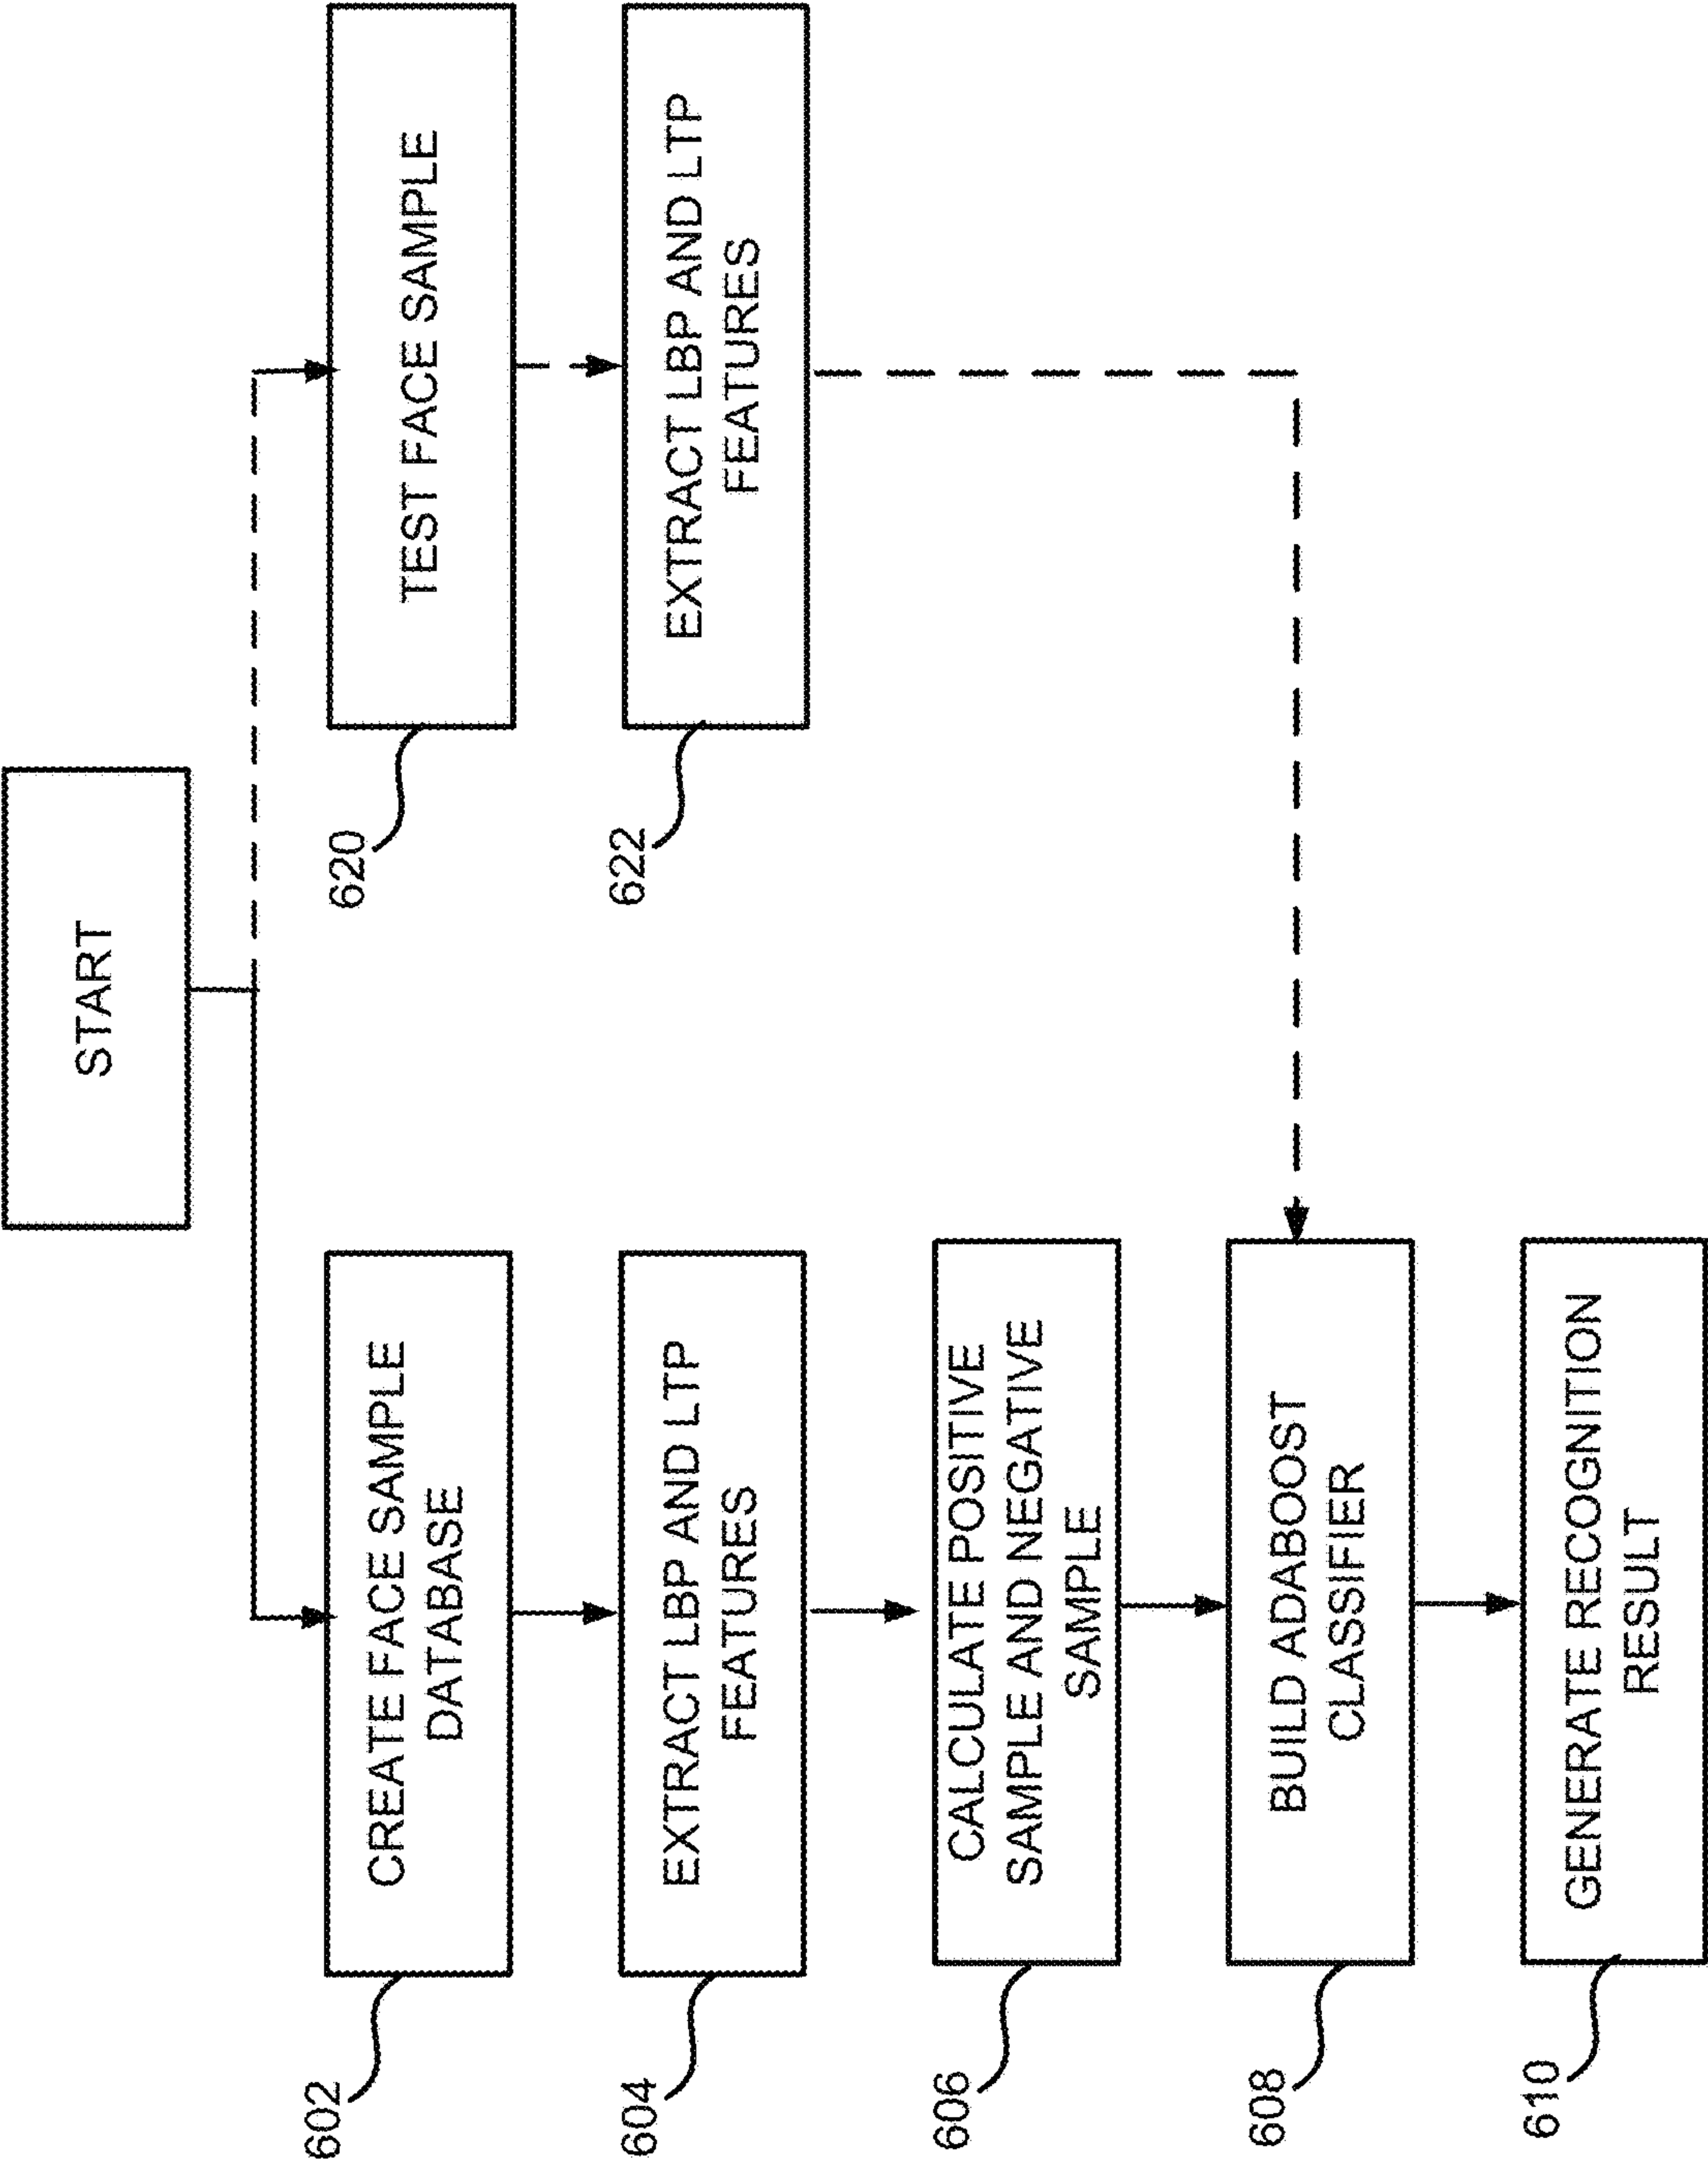 START
CREATE FACE SAMPLE
DATABASE
602
EXTRACT LBP AND LTP
FEATURES
604
CALCULATE POSITIVE
SAMPLE AND NEGATIVE
SAMPLE
606
BUILD ADABOOST
CLASSIFIER
608
GENERATE RECOGNITION
RESULT
610
TEST FACE SAMPLE
620
EXTRACT LBP AND LTP
FEATURES
622